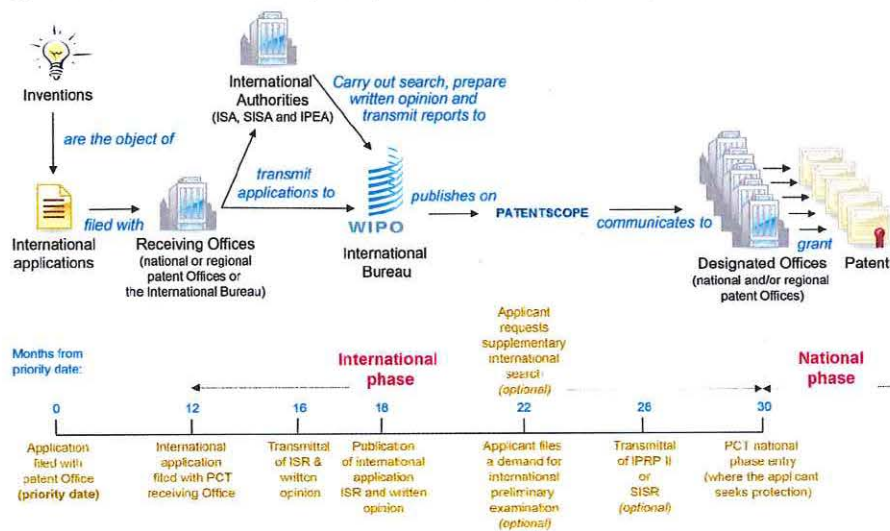 Inventions
are the object of
International
applications
filed with
Receiving Offices
(national or regional
patent Offices or
the International Bureau)
International
Authorities
(ISA, SISA and IPEA)
transmit
applications to
Carry out search, prepare
written opinion and
transmit reports to
WIPO
International
Bureau
publishes on
PATENTSCOPE
communicates to
Designated Offices
(national and/or regional
patent Offices)
grant
Patent
Months from
priority date:
International
phase
Applicant
requests
supplementary
international
search
(optional)
National
phase
0
12
16
18
22
28
30
Application
filed with
patent Office
(priority date)
International
application
filed with PCT
receiving Office
Transmittal
of ISR &
written
opinion
Publication
of international
application
ISR and written
opinion
Applicant files
a demand for
international
preliminary
examination
(optional)
Transmittal
of IPRP II
or
SISR
(optional)
PCT national
phase entry
(where the applicant
seeks protection)